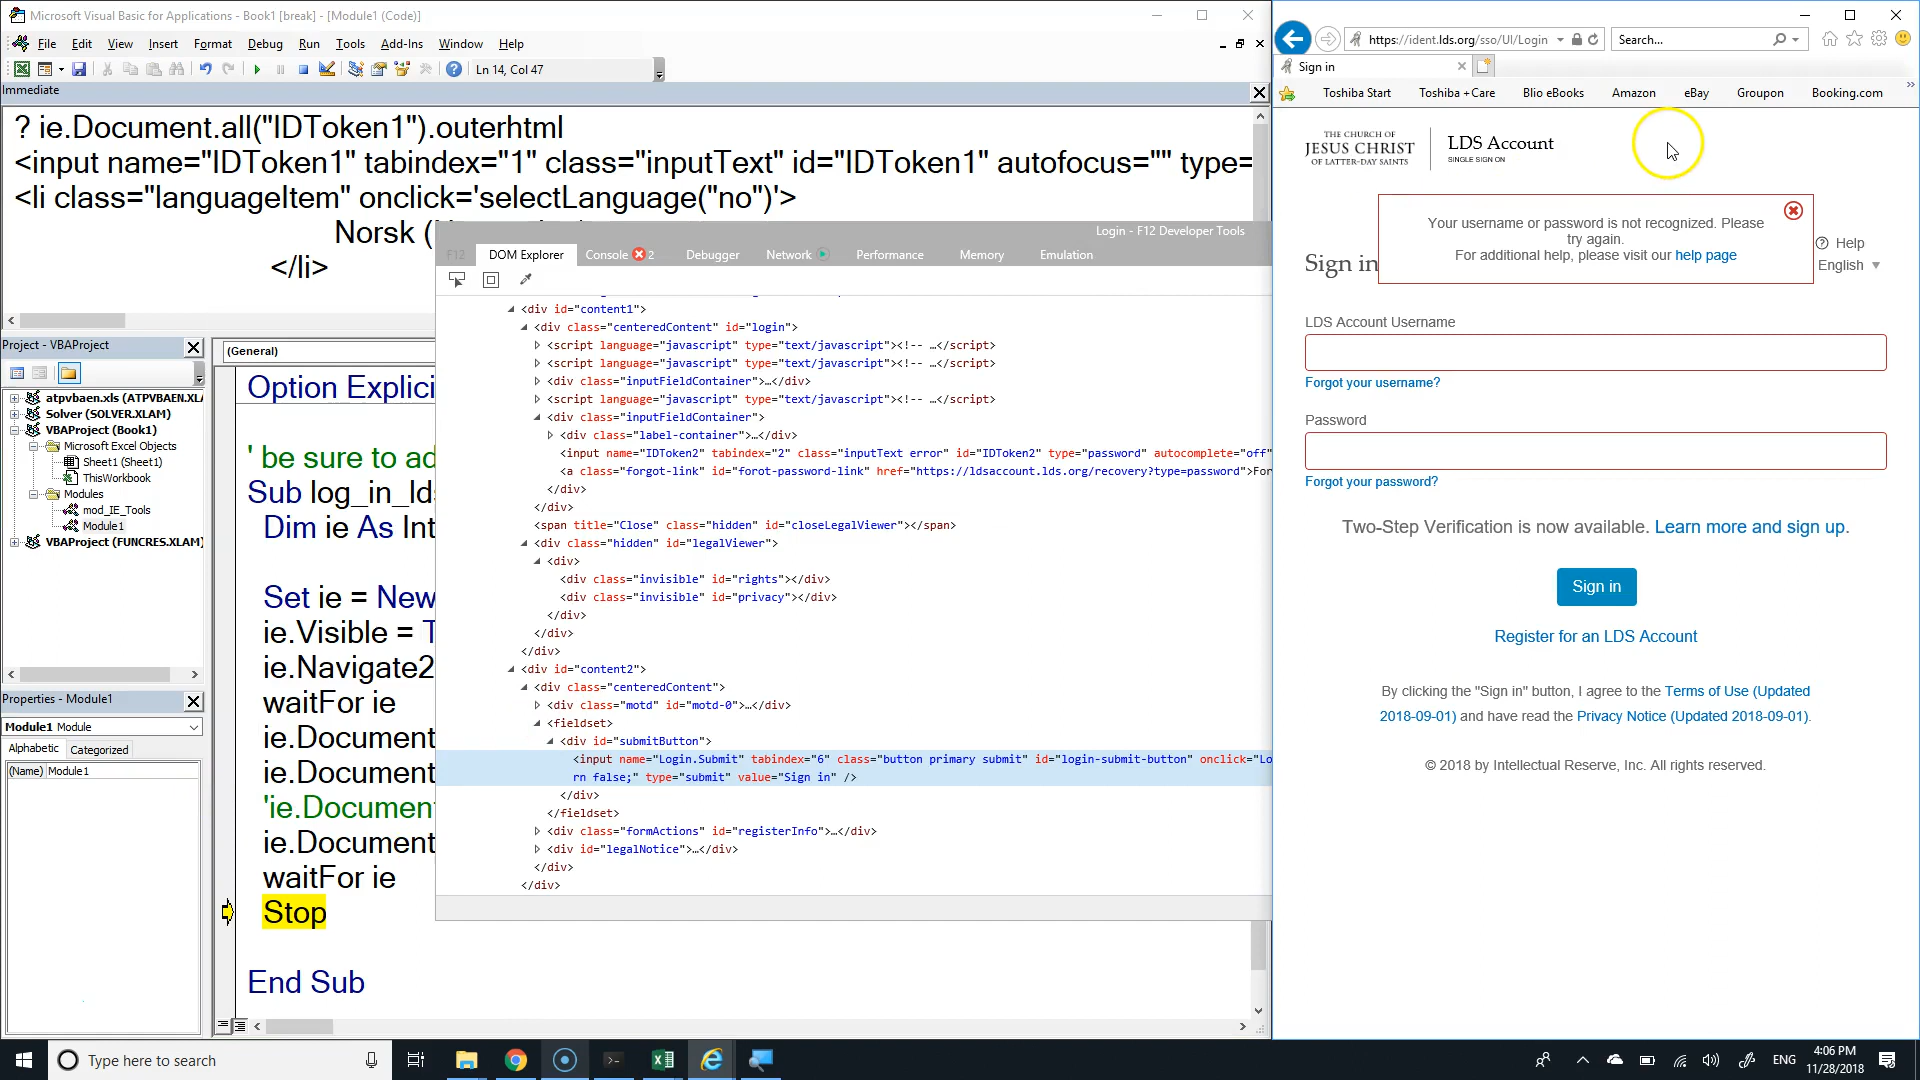 Microsoft Visual Basic for Applications - Book1 [break] - [Module1 (Code)]
File Edit View Insert Format Debug Run Tools Add-Ins Window Help
Ln 14, Col 47
Immediate
? ie.Document.all("IDToken1").outerhtml
<input name="IDToken1" tabindex="1" class="inputText" id="IDToken1" autofocus="" type=
<li class="languageItem" onclick='selectLanguage("no")'>
Norsk (
</li>
Project - VBAProject
atpvbaen.xls (ATPVBAEN.XLA
Solver (SOLVER.XLAM)
VBAProject (Book1)
Microsoft Excel Objects
Sheet1 (Sheet1)
ThisWorkbook
Modules
mod_IE_Tools
Module1
VBAProject (FUNCRES.XLAM)
Properties - Module1
Module1 Module
Alphabetic Categorized
(Name) Module1
(General)
Option Explici
' be sure to ad
Sub log_in_lds
Dim ie As Int
Set ie = New
ie.Visible = T
ie.Navigate2
waitFor ie
ie.Document
ie.Document
'ie.Document
ie.Document
waitFor ie
Stop
End Sub
Login - F12 Developer Tools
F12 DOM Explorer Console 2 Debugger Network Performance Memory Emulation
<div id="content1">
<div class="centeredContent" id="login">
<script language="javascript" type="text/javascript"><!-- …</script>
<script language="javascript" type="text/javascript"><!-- …</script>
<div class="inputFieldContainer">…</div>
<script language="javascript" type="text/javascript"><!-- …</script>
<div class="inputFieldContainer">
<div class="label-container">…</div>
<input name="IDToken2" tabindex="2" class="inputText error" id="IDToken2" type="password" autocomplete="off"
<a class="forgot-link" id="forot-password-link" href="https://ldsaccount.lds.org/recovery?type=password">For
</div>
</div>
<span title="Close" class="hidden" id="closeLegalViewer"></span>
<div class="hidden" id="legalViewer">
<div>
<div class="invisible" id="rights"></div>
<div class="invisible" id="privacy"></div>
</div>
</div>
</div>
<div id="content2">
<div class="centeredContent">
<div class="motd" id="motd-0">…</div>
<fieldset>
<div id="submitButton">
<input name="Login.Submit" tabindex="6" class="button primary submit" id="login-submit-button" onclick="Lo
rn false;" type="submit" value="Sign in" />
</div>
</fieldset>
<div class="formActions" id="registerInfo">…</div>
<div id="legalNotice">…</div>
</div>
</div>
https://ident.lds.org/sso/UI/Login
Search...
Sign in
Toshiba Start Toshiba +Care Blio eBooks Amazon eBay Groupon Booking.com
THE CHURCH OF
JESUS CHRIST
OF LATTER-DAY SAINTS
LDS Account
SINGLE SIGN ON
Your username or password is not recognized. Please
try again.
For additional help, please visit our help page
Help
Sign in
English
LDS Account Username
Forgot your username?
Password
Forgot your password?
Two-Step Verification is now available. Learn more and sign up.
Sign in
Register for an LDS Account
By clicking the "Sign in" button, I agree to the Terms of Use (Updated
2018-09-01) and have read the Privacy Notice (Updated 2018-09-01).
© 2018 by Intellectual Reserve, Inc. All rights reserved.
Type here to search
ENG
4:06 PM
11/28/2018